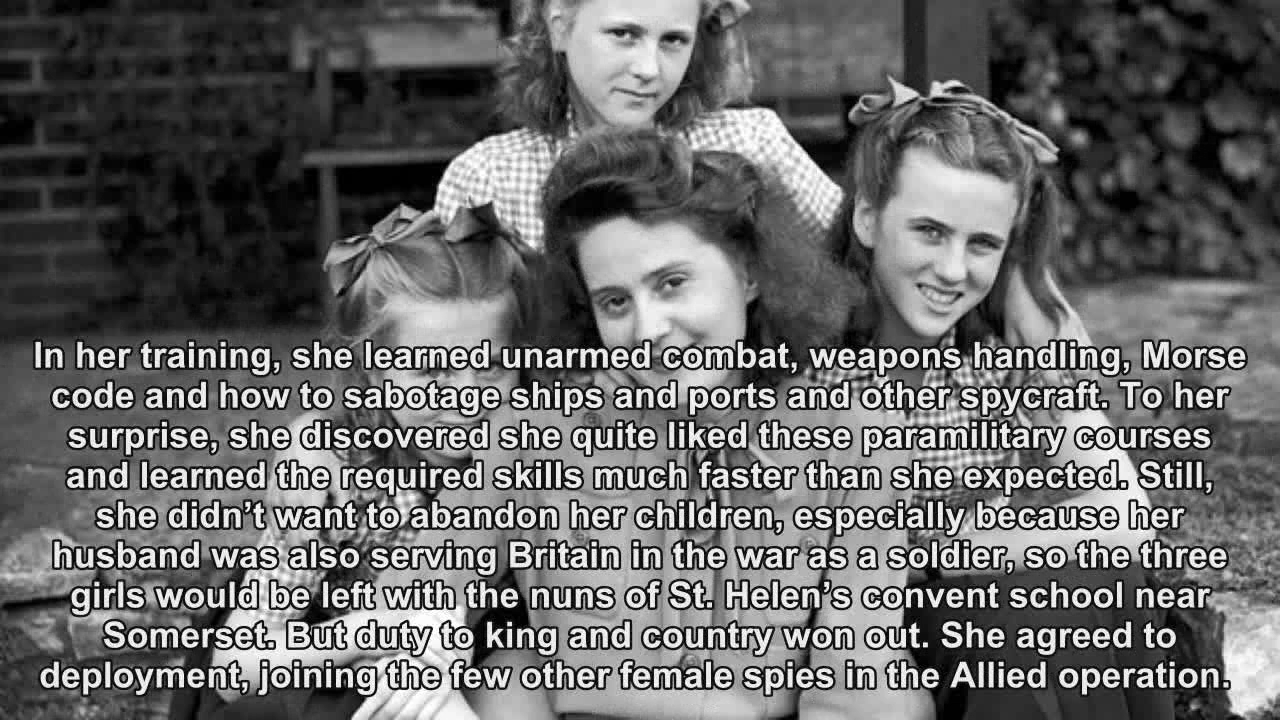 In her training, she learned unarmed combat, weapons handling, Morse
code and how to sabotage ships and ports and other spycraft. To her
surprise, she discovered she quite liked these paramilitary courses
and learned the required skills much faster than she expected. Still,
she didn’t want to abandon her children, especially because her
husband was also serving Britain in the war as a soldier, so the three
girls would be left with the nuns of St. Helen’s convent school near
Somerset. But duty to king and country won out. She agreed to
deployment, joining the few other female spies in the Allied operation.